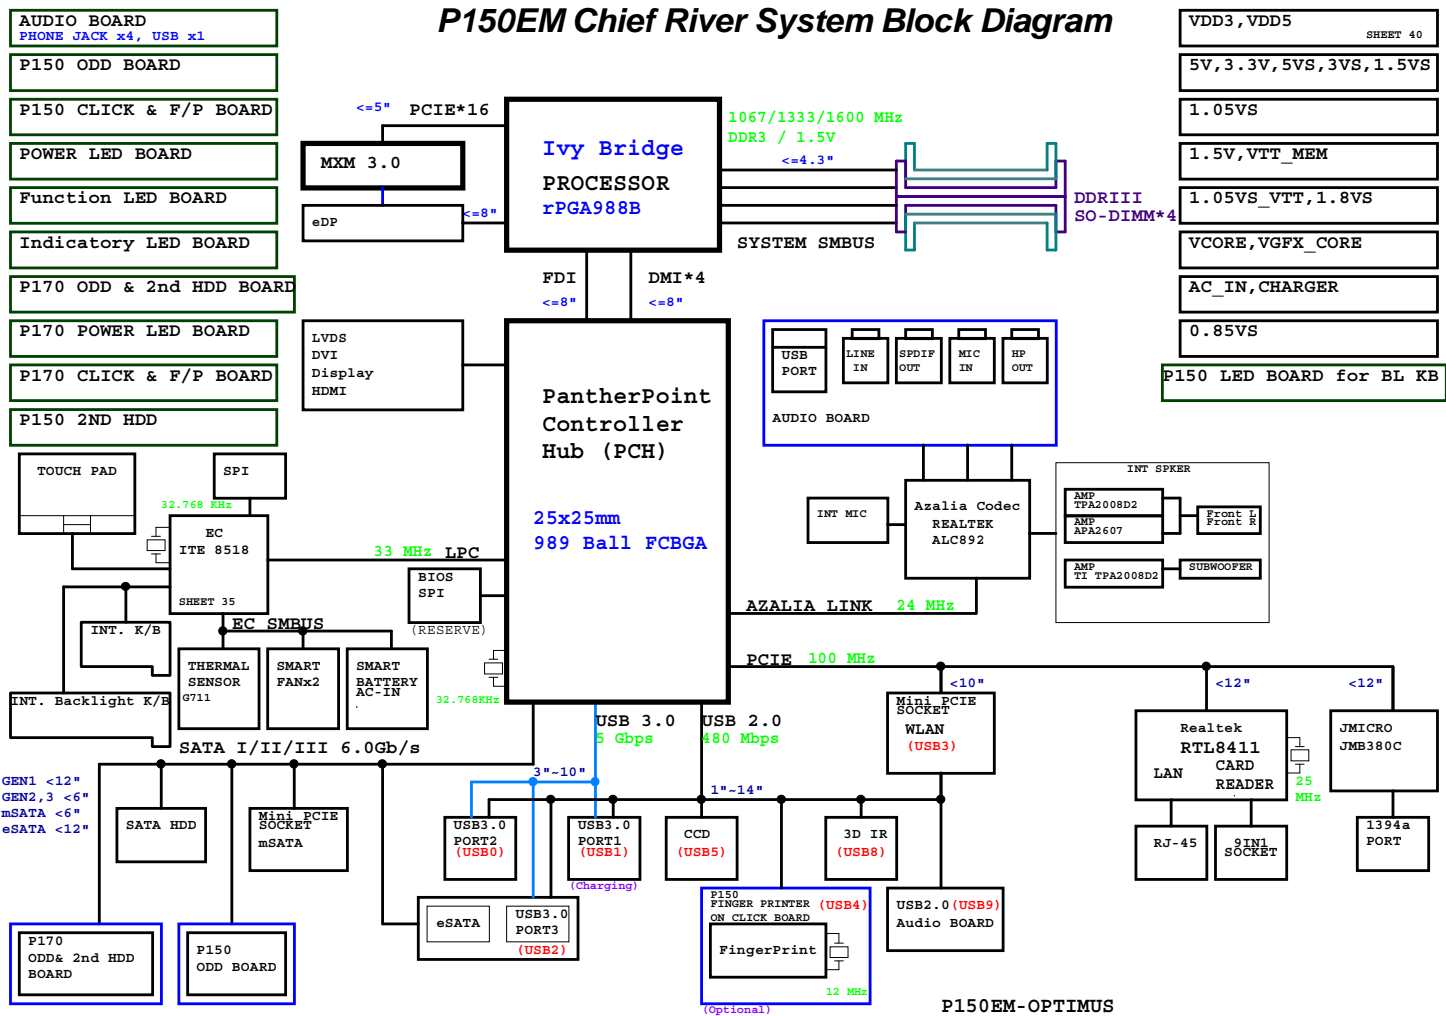 P150EM Chief River System Block Diagram
AUDIO BOARD
PHONE JACK x4, USB x1
P150 ODD BOARD
P150 CLICK & F/P BOARD
POWER LED BOARD
Function LED BOARD
Indicatory LED BOARD
P170 ODD & 2nd HDD BOARD
P170 POWER LED BOARD
P170 CLICK & F/P BOARD
P150 2ND HDD
VDD3,VDD5
SHEET 40
5V,3.3V,5VS,3VS,1.5VS
1.05VS
1.5V,VTT_MEM
1.05VS_VTT,1.8VS
VCORE,VGFX_CORE
AC_IN,CHARGER
0.85VS
P150 LED BOARD for BL KB
<=5" PCIE*16
MXM 3.0
eDP
<=8"
Ivy Bridge
PROCESSOR
rPGA988B
1067/1333/1600 MHz
DDR3 / 1.5V
<=4.3"
SYSTEM SMBUS
DDRIII
SO-DIMM*4
FDI
<=8"
DMI*4
<=8"
LVDS
DVI
Display
HDMI
PantherPoint
Controller
Hub (PCH)
25x25mm
989 Ball FCBGA
USB
PORT
LINE
IN
SPDIF
OUT
MIC
IN
HP
OUT
AUDIO BOARD
TOUCH PAD
SPI
32.768 KHz
EC
ITE 8518
SHEET 35
33 MHz LPC
BIOS
SPI
(RESERVE)
INT MIC
Azalia Codec
REALTEK
ALC892
INT SPKER
AMP
TPA2008D2
AMP
APA2607
Front L
Front R
AMP
TI TPA2008D2
SUBWOOFER
AZALIA LINK 24 MHz
INT. K/B
EC SMBUS
INT. Backlight K/B
THERMAL
SENSOR
G711
SMART
FANx2
SMART
BATTERY
AC-IN
32.768KHz
PCIE 100 MHz
<10"
<12"
<12"
Mini PCIE
SOCKET
WLAN
(USB3)
Realtek
RTL8411
LAN
CARD
READER
25
MHz
JMICRO
JMB380C
USB 3.0
5 Gbps
USB 2.0
480 Mbps
SATA I/II/III 6.0Gb/s
3"~10"
1"~14"
GEN1 <12"
GEN2,3 <6"
mSATA <6"
eSATA <12"
SATA HDD
Mini PCIE
SOCKET
mSATA
USB3.0
PORT2
(USB0)
USB3.0
PORT1
(USB1)
(Charging)
CCD
(USB5)
3D IR
(USB8)
RJ-45
9IN1
SOCKET
1394a
PORT
P170
ODD& 2nd HDD
BOARD
P150
ODD BOARD
eSATA
USB3.0
PORT3
(USB2)
P150
FINGER PRINTER (USB4)
ON CLICK BOARD
FingerPrint
12 MHz
(Optional)
USB2.0(USB9)
Audio BOARD
P150EM-OPTIMUS